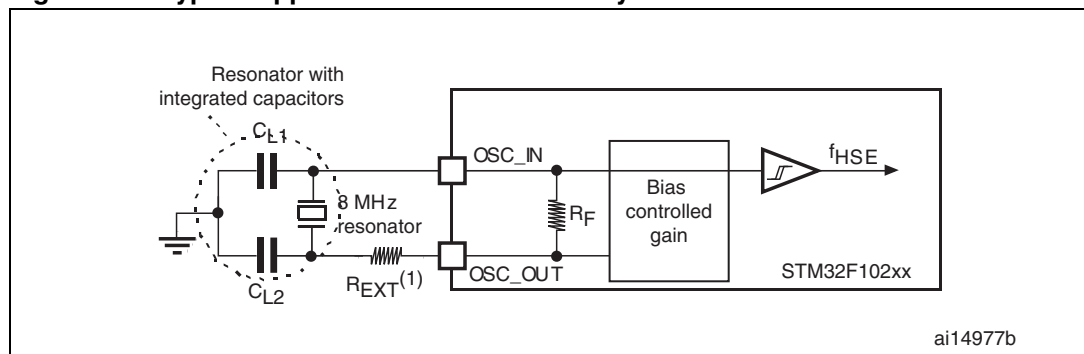 Resonator with
integrated capacitors
CL1
OSC_IN
fHSE
8 MHz
resonator
RF
Bias
controlled
gain
REXT(1)
OSC_OUT
STM32F102xx
CL2
ai14977b